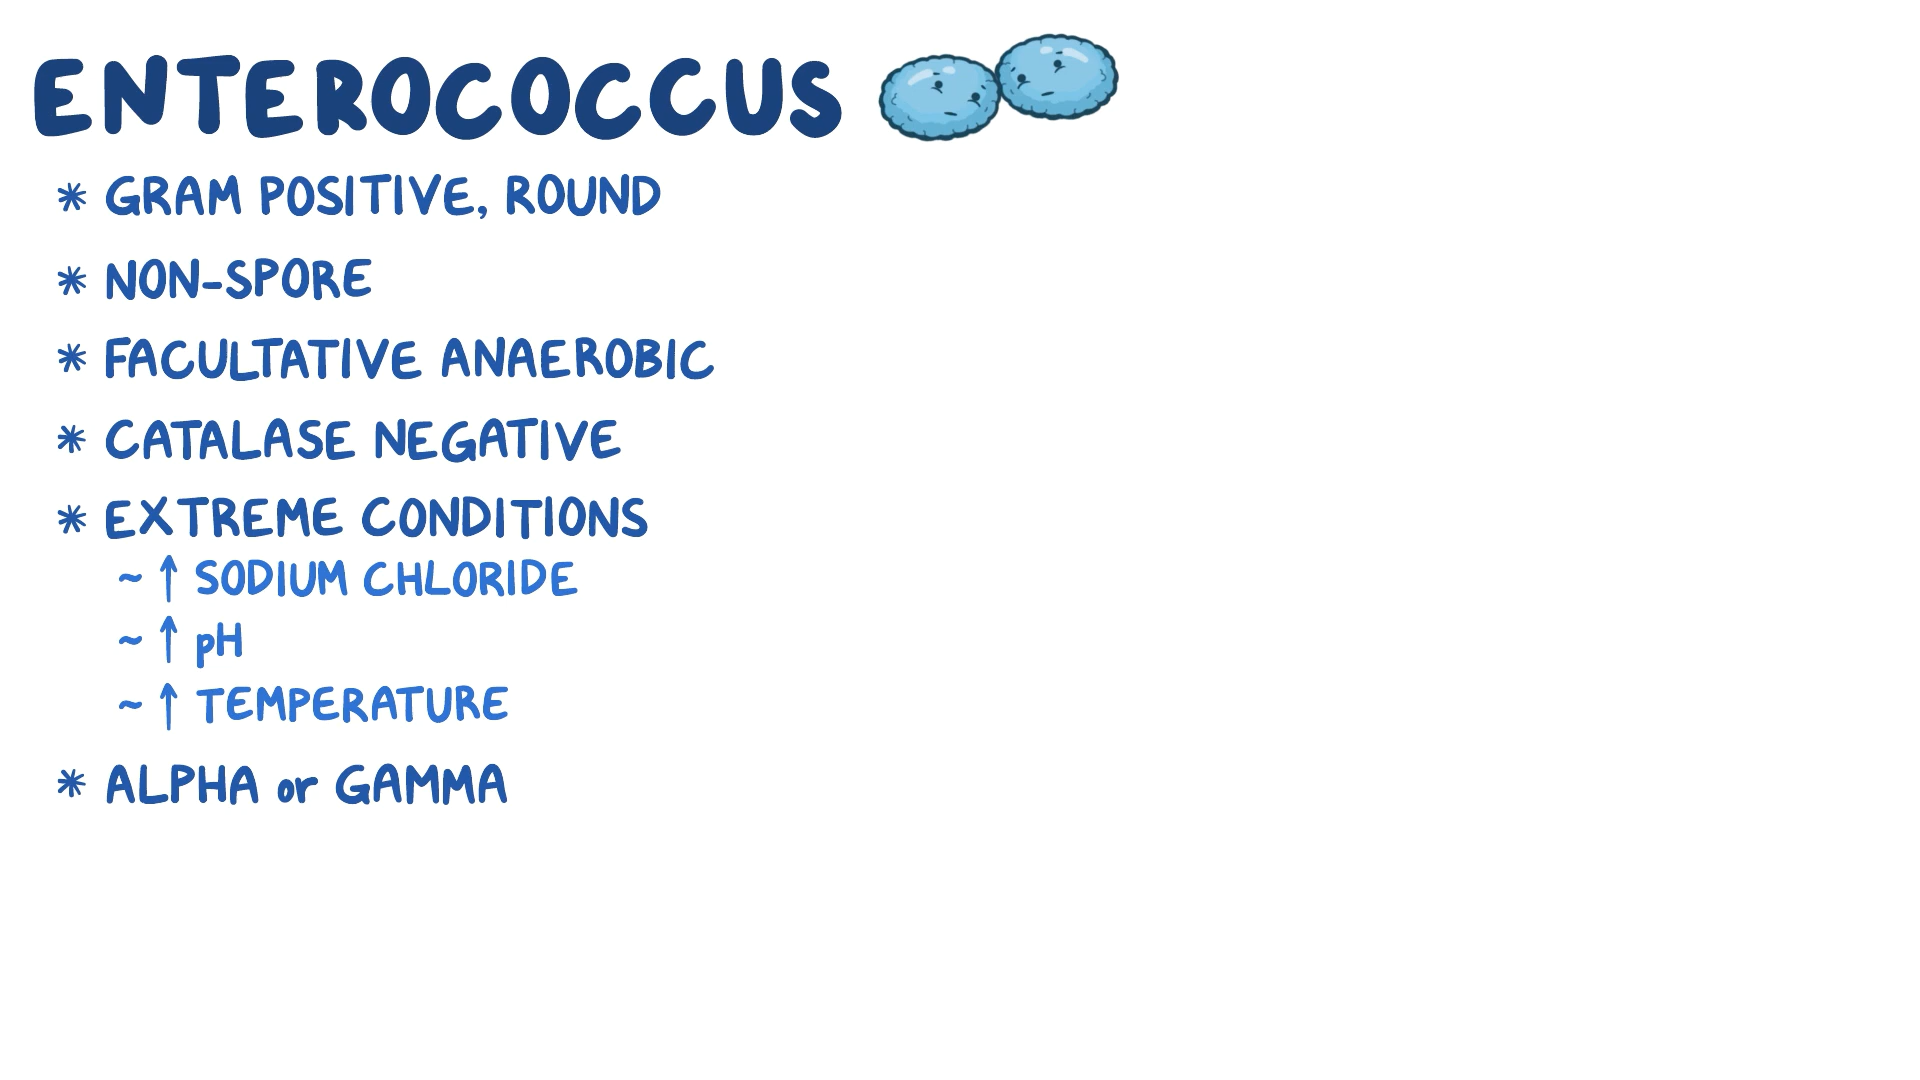 ENTEROCOCCUS
* GRAM POSITIVE, ROUND
* NON-SPORE
* FACULTATIVE ANAEROBIC
* CATALASE NEGATIVE
* EXTREME CONDITIONS
~ ↑ SODIUM CHLORIDE
~ ↑ pH
~ ↑ TEMPERATURE
* ALPHA or GAMMA